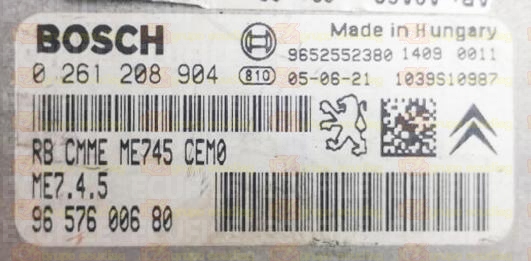 BOSCH
Made in Hungary
9652552380 1409 0011
0 261 208 904
810 05-06-21 1039S10987
RB CMME ME745 CEM0
ME7.4.5
96 576 006 80